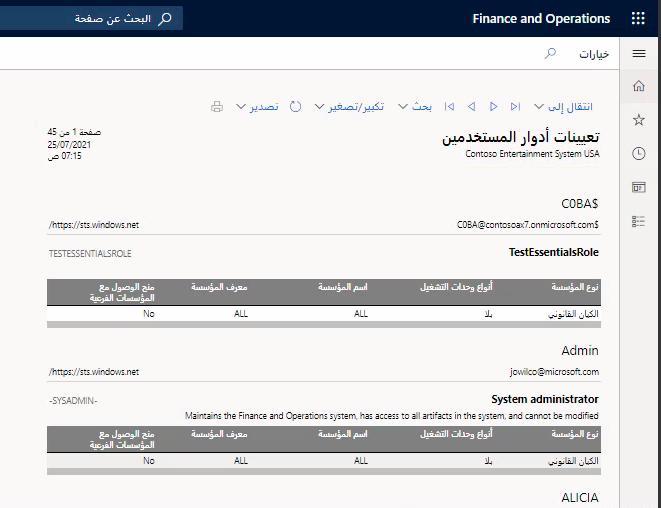 Finance and Operations
البحث عن صفحة
خيارات
انتقال إلى
بحث
تكبير/تصغير
تصدير
تعيينات أدوار المستخدمين
Contoso Entertainment System USA
صفحة 1 من 45
25/07/2021
07:15 ص
C0BA$
C0BA@contosoax7.onmicrosoft.com$
/https://sts.windows.net
TestEssentialsRole
TESTESSENTIALSROLE
نوع المؤسسة أنواع وحدات التشغيل اسم المؤسسة معرف المؤسسة منح الوصول مع
المؤسسات الفرعية
الكيان القانوني بلا ALL ALL No
Admin
jowilco@microsoft.com
/https://sts.windows.net
System administrator
-SYSADMIN-
Maintains the Finance and Operations system, has access to all artifacts in the system, and cannot be modified
نوع المؤسسة أنواع وحدات التشغيل اسم المؤسسة معرف المؤسسة منح الوصول مع
المؤسسات الفرعية
الكيان القانوني بلا ALL ALL No
ALICIA